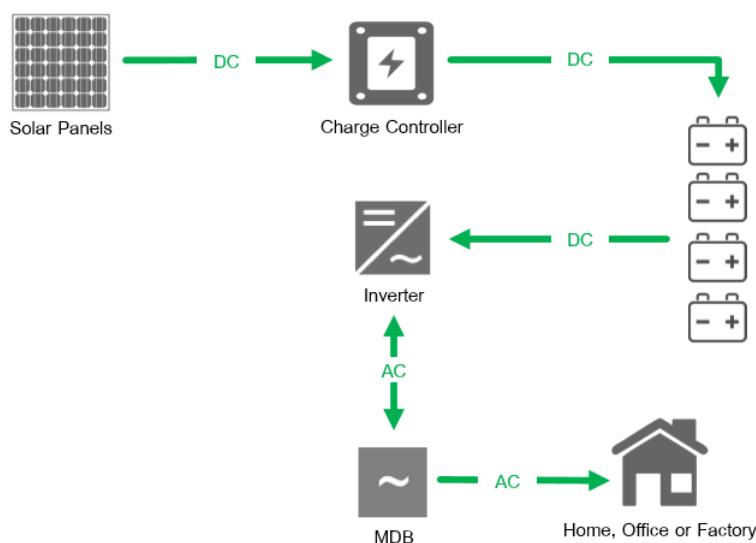 DC
DC
Solar Panels
Charge Controller
DC
Inverter
AC
AC
MDB
Home, Office or Factory